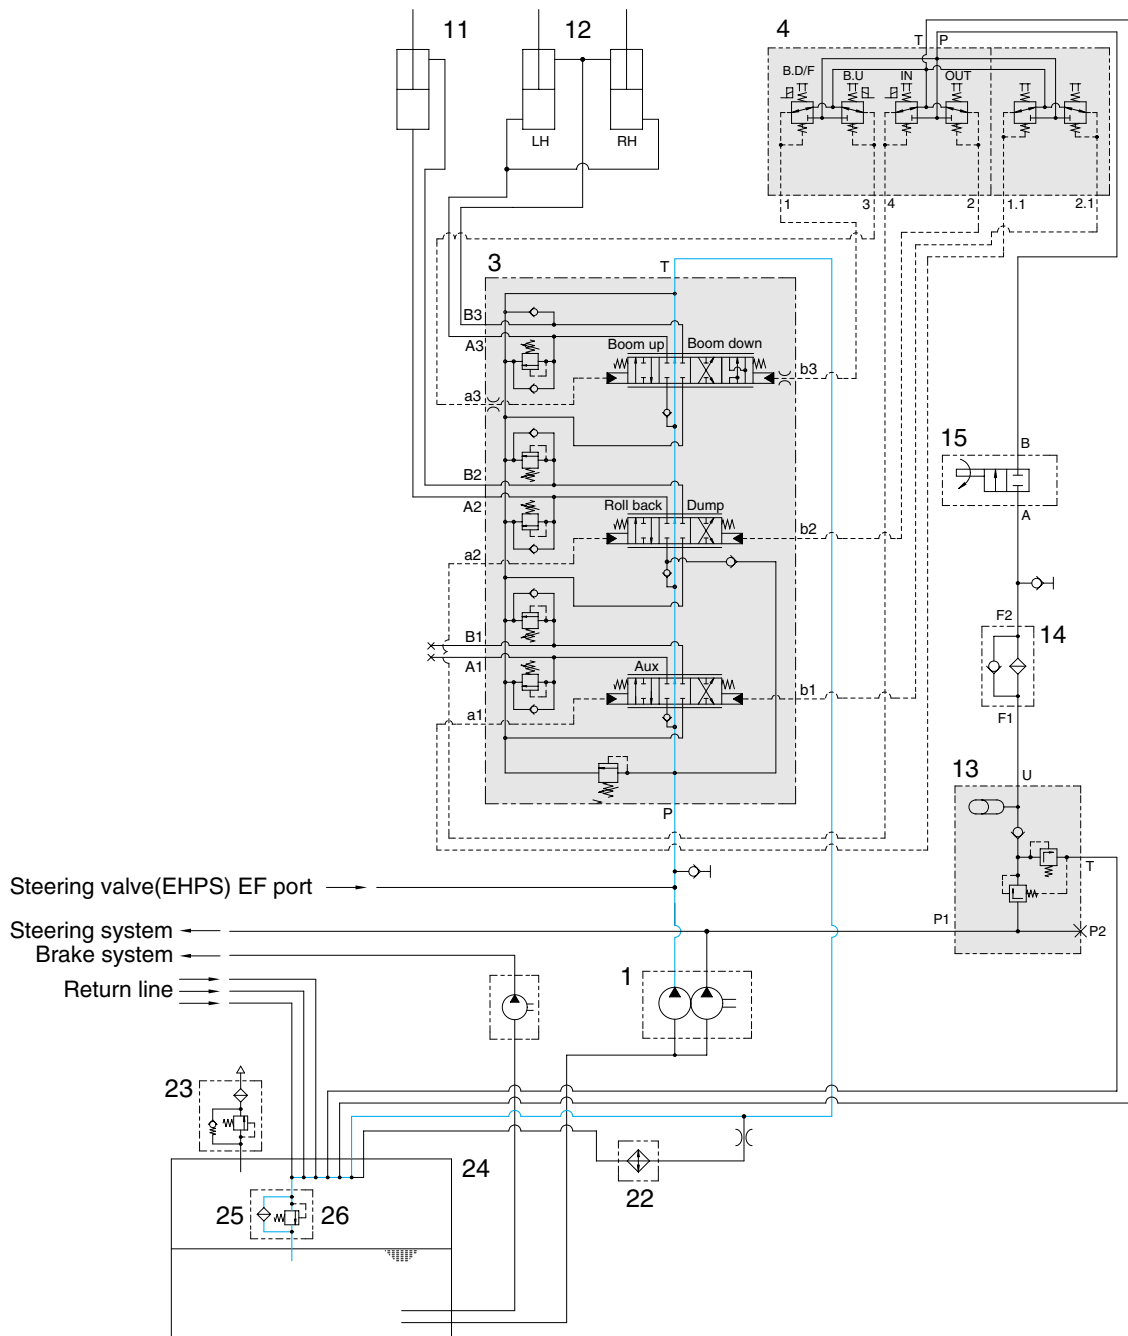 11
12
4
T P
B.D/F
B.U
IN
OUT
LH
RH
1
3
4
2
1.1
2.1
3
T
B3
A3
Boom up
Boom down
a3
b3
B2
A2
Roll back
Dump
a2
b2
B1
A1
Aux
a1
b1
P
15
B
A
F2
14
F1
13
U
T
P1
P2
Steering valve(EHPS) EF port
Steering system
Brake system
Return line
1
23
24
22
25
26